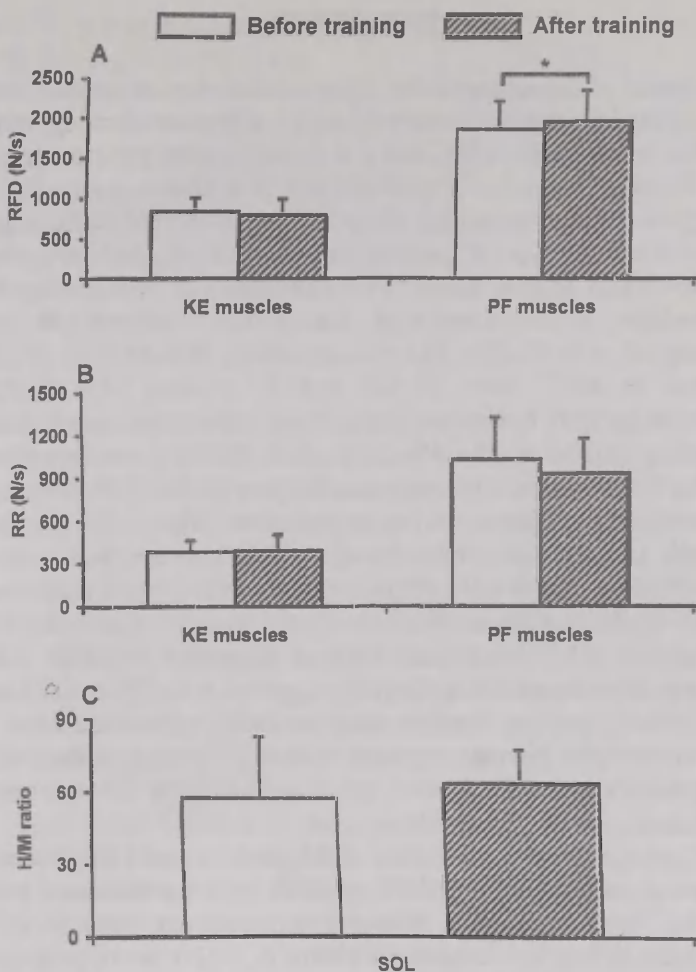 Before training After training
A
*
2500
2000
1500
1000
500
0
RFD (N/s)
KE muscles PF muscles
B
1500
1200
900
600
300
0
RR (N/s)
KE muscles PF muscles
C
90
60
30
0
H/M ratio
SOL